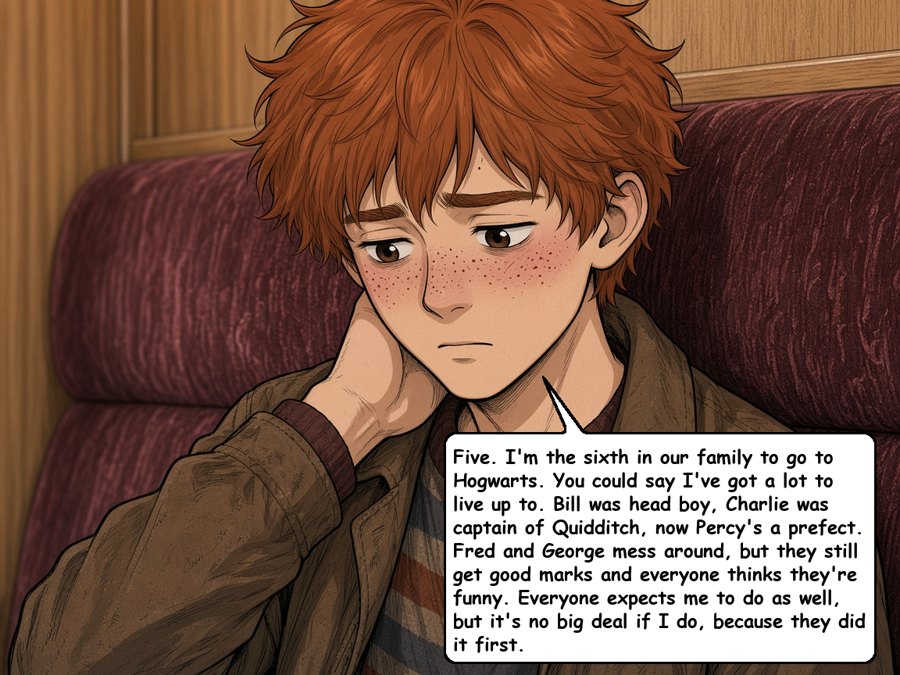 Five. I'm the sixth in our family to go to
Hogwarts. You could say I've got a lot to
live up to. Bill was head boy, Charlie was
captain of Quidditch, now Percy's a prefect.
Fred and George mess around, but they still
get good marks and everyone thinks they're
funny. Everyone expects me to do as well,
but it's no big deal if I do, because they did
it first.